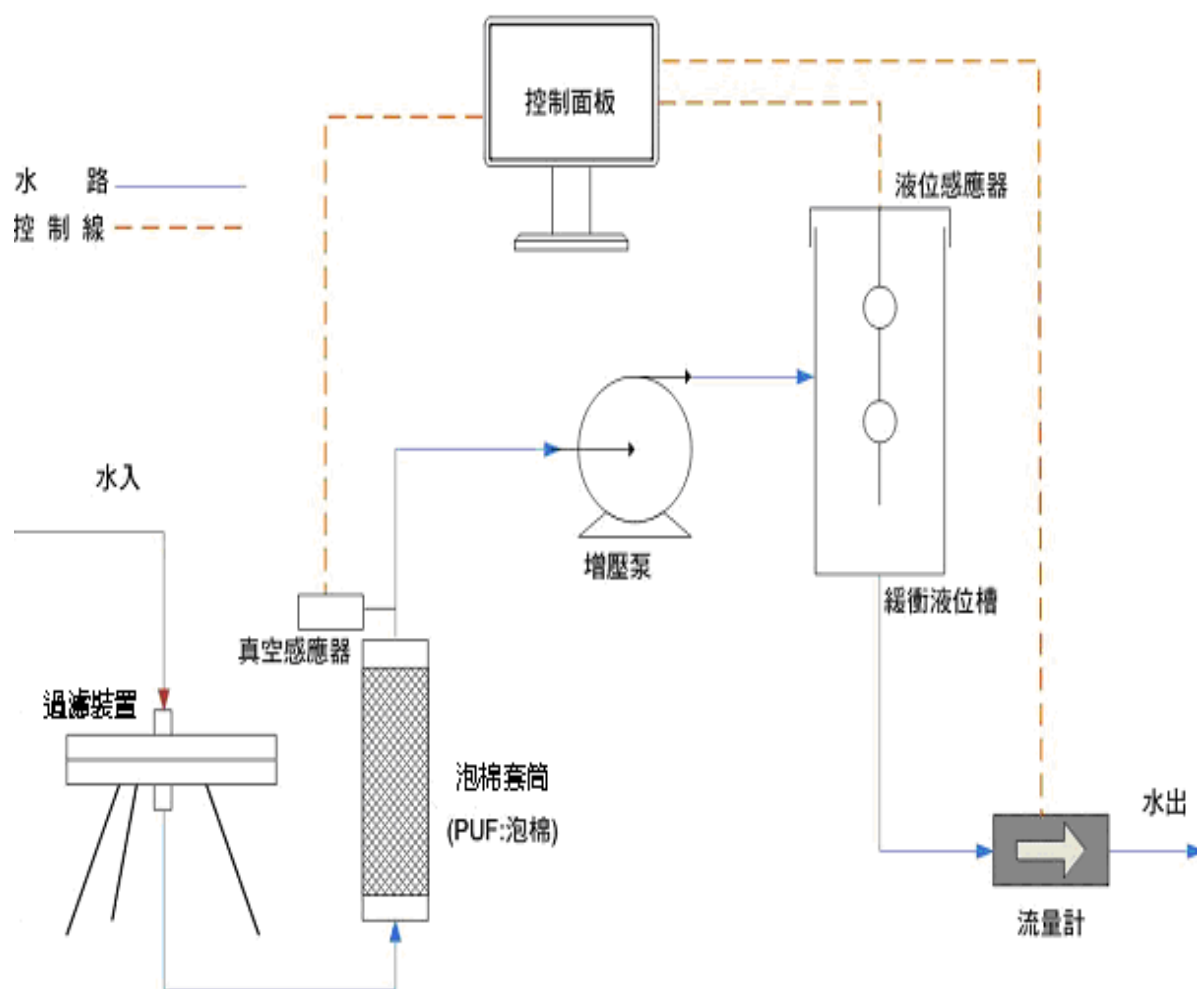 控制面板
水 路
控 制 線
液位感應器
水入
增壓泵
緩衝液位槽
真空感應器
過濾裝置
泡棉套筒
(PUF:泡棉)
水出
流量計